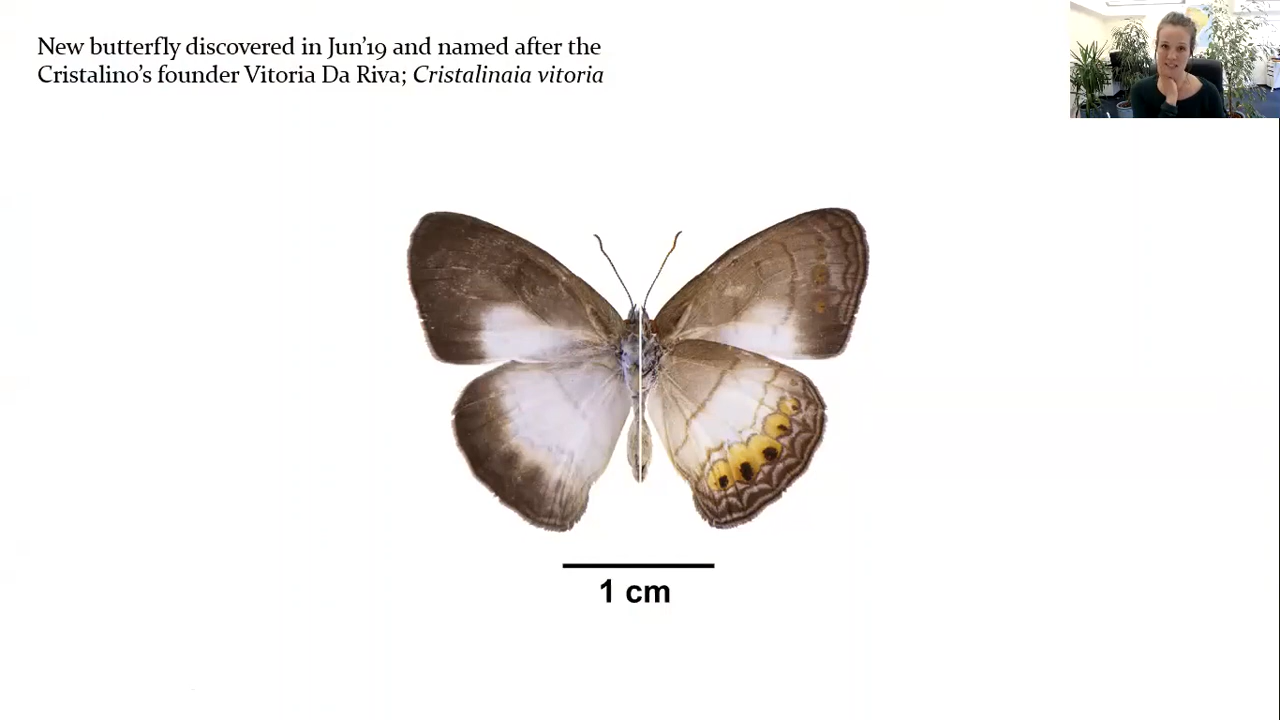 New butterfly discovered in Jun’19 and named after the
Cristalino’s founder Vitoria Da Riva; Cristalinaia vitoria
1 cm